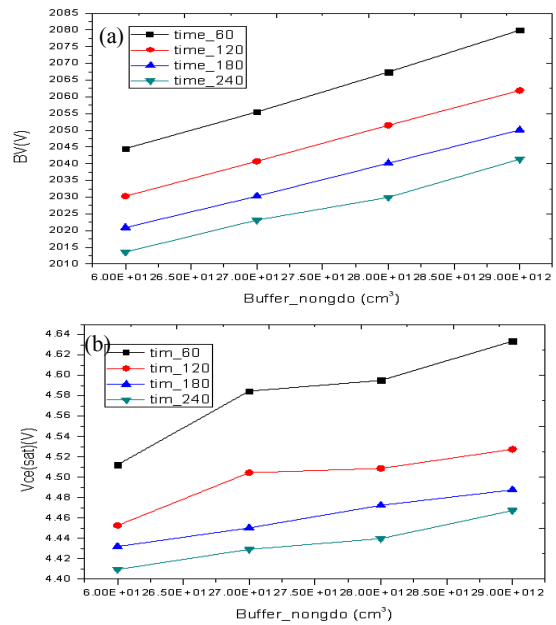 (a)
time_60
time_120
time_180
time_240
BV(V)
2085
2080
2075
2070
2065
2060
2055
2050
2045
2040
2035
2030
2025
2020
2015
2010
6.00E+0126.50E+0127.00E+0127.50E+0128.00E+0128.50E+0129.00E+012
Buffer_nongdo (cm³)
(b)
tim_60
tim_120
tim_180
tim_240
Vce(sat)(V)
4.64
4.62
4.60
4.58
4.56
4.54
4.52
4.50
4.48
4.46
4.44
4.42
4.40
6.00E+0126.50E+0127.00E+0127.50E+0128.00E+0128.50E+0129.00E+012
Buffer_nongdo (cm³)